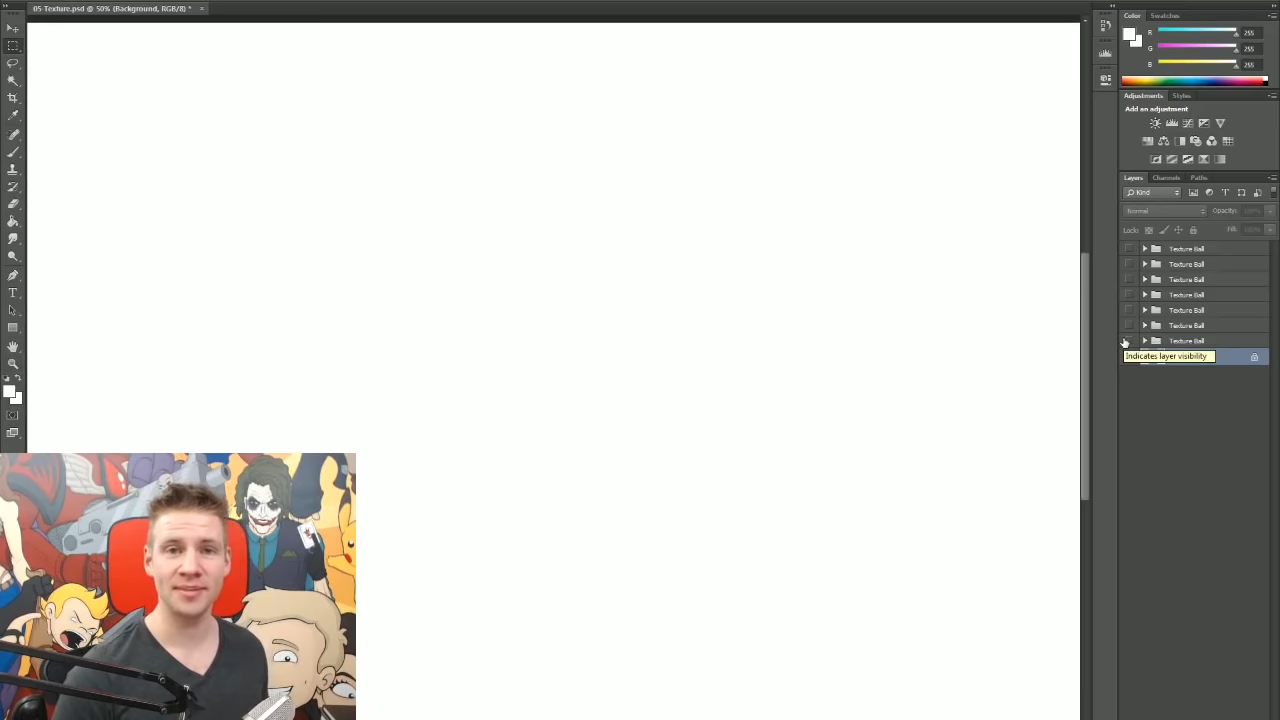 05-Texture.psd @ 50% (Background, RGB/8) *
Color
Swatches
R
255
G
255
B
255
Adjustments
Styles
Add an adjustment
Layers
Channels
Paths
Kind
Normal
Opacity:
100%
Lock:
Fill:
100%
Texture Ball
Texture Ball
Texture Ball
Texture Ball
Texture Ball
Texture Ball
Texture Ball
Indicates layer visibility